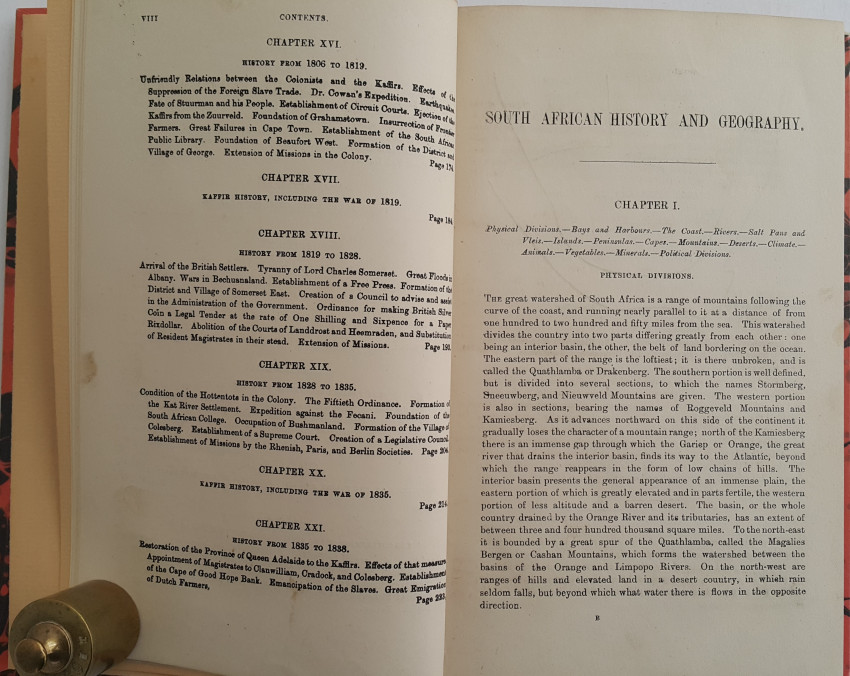 VIII CONTENTS.
CHAPTER XVI.
HISTORY FROM 1806 TO 1819.
Unfriendly Relations between the Colonists and the Kaffirs. Effects of the
Suppression of the Foreign Slave Trade. Dr. Cowan's Expedition. Earthquake.
Fate of Stuurman and his People. Establishment of Circuit Courts. Ejection of the
Kaffirs from the Zourveld. Foundation of Grahamstown. Insurrection of Frontier
Farmers. Great Failures in Cape Town. Establishment of the South African
Public Library. Foundation of Beaufort West. Formation of the District and
Village of George. Extension of Missions in the Colony. Page 174
CHAPTER XVII.
KAFFIR HISTORY, INCLUDING THE WAR OF 1819.
Page 184
CHAPTER XVIII.
HISTORY FROM 1819 TO 1828.
Arrival of the British Settlers. Tyranny of Lord Charles Somerset. Great Floods in
Albany. Wars in Bechuanaland. Establishment of a Free Press. Formation of the
District and Village of Somerset East. Creation of a Council to advise and assist
in the Administration of the Government. Ordinance for making British Silver
Coin a Legal Tender at the rate of One Shilling and Sixpence for a Paper
Rixdollar. Abolition of the Courts of Landdrost and Heemraden, and Substitution
of Resident Magistrates in their stead. Extension of Missions. Page 193
CHAPTER XIX.
HISTORY FROM 1828 TO 1835.
Condition of the Hottentots in the Colony. The Fiftieth Ordinance. Formation of
the Kat River Settlement. Expedition against the Fecani. Foundation of the
South African College. Occupation of Bushmanland. Formation of the Village of
Colesberg. Establishment of a Supreme Court. Creation of a Legislative Council.
Establishment of Missions by the Rhenish, Paris, and Berlin Societies. Page 204
CHAPTER XX.
KAFFIR HISTORY, INCLUDING THE WAR OF 1835.
Page 214
CHAPTER XXI.
HISTORY FROM 1835 TO 1838.
Restoration of the Province of Queen Adelaide to the Kaffirs. Effects of that measure.
Appointment of Magistrates to Clanwilliam, Cradock, and Colesberg. Establishment
of the Cape of Good Hope Bank. Emancipation of the Slaves. Great Emigration
of Dutch Farmers, Page 233
SOUTH AFRICAN HISTORY AND GEOGRAPHY.
CHAPTER I.
Physical Divisions.—Bays and Harbours.—The Coast.—Rivers.—Salt Pans and
Vleis.—Islands.—Peninsulas.—Capes.—Mountains.—Deserts.—Climate.—
Animals.—Vegetables.—Minerals.—Political Divisions.
PHYSICAL DIVISIONS.
THE great watershed of South Africa is a range of mountains following the
curve of the coast, and running nearly parallel to it at a distance of from
one hundred to two hundred and fifty miles from the sea. This watershed
divides the country into two parts differing greatly from each other: one
being an interior basin, the other, the belt of land bordering on the ocean.
The eastern part of the range is the loftiest; it is there unbroken, and is
called the Quathlamba or Drakenberg. The southern portion is well defined,
but is divided into several sections, to which the names Stormberg,
Sneeuwberg, and Nieuwveld Mountains are given. The western portion
is also in sections, bearing the names of Roggeveld Mountains and
Kamiesberg. As it advances northward on this side of the continent it
gradually loses the character of a mountain range; north of the Kamiesberg
there is an immense gap through which the Gariep or Orange, the great
river that drains the interior basin, finds its way to the Atlantic, beyond
which the range reappears in the form of low chains of hills. The
interior basin presents the general appearance of an immense plain, the
eastern portion of which is greatly elevated and in parts fertile, the western
portion of less altitude and a barren desert. The basin, or the whole
country drained by the Orange River and its tributaries, has an extent of
between three and four hundred thousand square miles. To the north-east
it is bounded by a great spur of the Quathlamba, called the Magalies
Bergen or Cashan Mountains, which forms the watershed between the
basins of the Orange and Limpopo Rivers. On the north-west are
ranges of hills and elevated land in a desert country, in which rain
seldom falls, but beyond which what water there is flows in the opposite
direction.
B